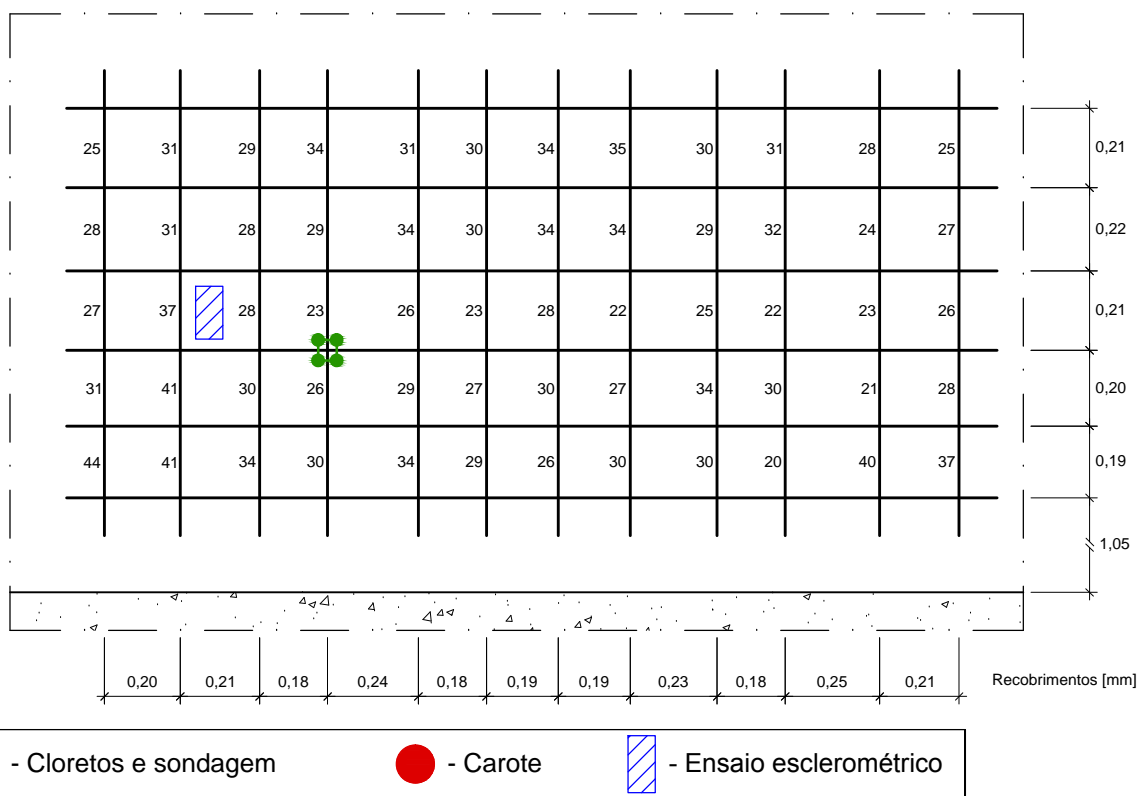 25 31 29 34 31 30 34 35 30 31 28 25 0,21
28 31 28 29 34 30 34 34 29 32 24 27 0,22
27 37 28 23 26 23 28 22 25 22 23 26 0,21
31 41 30 26 29 27 30 27 34 30 21 28 0,20
44 41 34 30 34 29 26 30 30 20 40 37 0,19
1,05
0,20 0,21 0,18 0,24 0,18 0,19 0,19 0,23 0,18 0,25 0,21 Recobrimentos [mm]
- Cloretos e sondagem - Carote - Ensaio esclerométrico